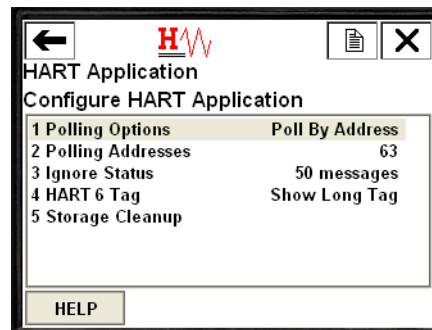 H
HART Application
Configure HART Application
1 Polling Options Poll By Address
2 Polling Addresses 63
3 Ignore Status 50 messages
4 HART 6 Tag Show Long Tag
5 Storage Cleanup
HELP